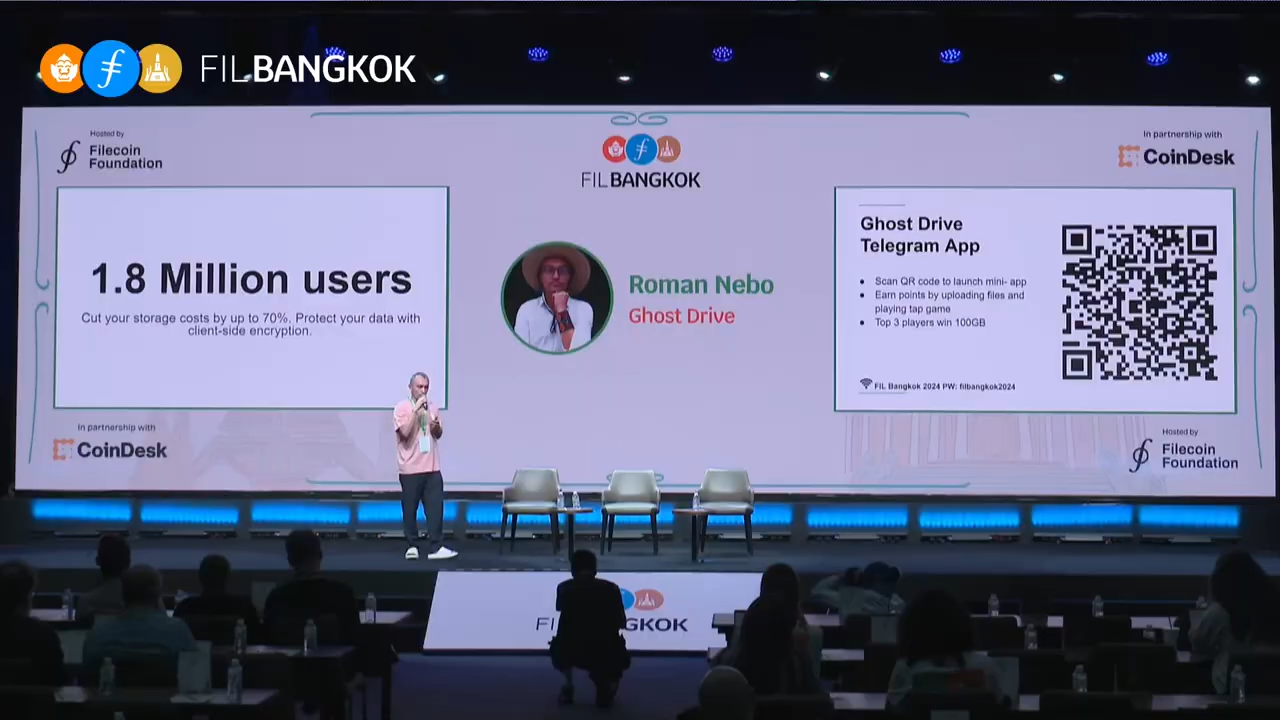 FILBANGKOK
Hosted by
Filecoin
Foundation
FILBANGKOK
In partnership with
CoinDesk
1.8 Million users
Cut your storage costs by up to 70%. Protect your data with
client-side encryption.
Roman Nebo
Ghost Drive
Ghost Drive
Telegram App
• Scan QR code to launch mini- app
• Earn points by uploading files and
playing tap game
• Top 3 players win 100GB
FIL Bangkok 2024 PW: filbangkok2024
In partnership with
CoinDesk
Hosted by
Filecoin
Foundation